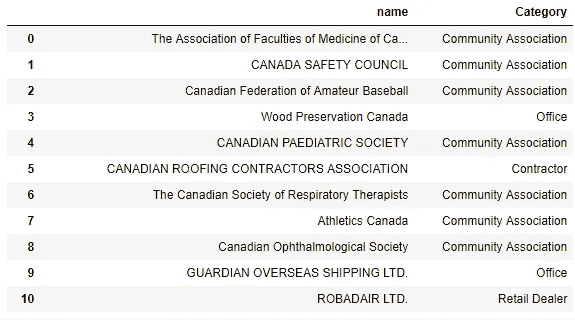 name Category
0 The Association of Faculties of Medicine of Ca... Community Association
1 CANADA SAFETY COUNCIL Community Association
2 Canadian Federation of Amateur Baseball Community Association
3 Wood Preservation Canada Office
4 CANADIAN PAEDIATRIC SOCIETY Community Association
5 CANADIAN ROOFING CONTRACTORS ASSOCIATION Contractor
6 The Canadian Society of Respiratory Therapists Community Association
7 Athletics Canada Community Association
8 Canadian Ophthalmological Society Community Association
9 GUARDIAN OVERSEAS SHIPPING LTD. Office
10 ROBADAIR LTD. Retail Dealer